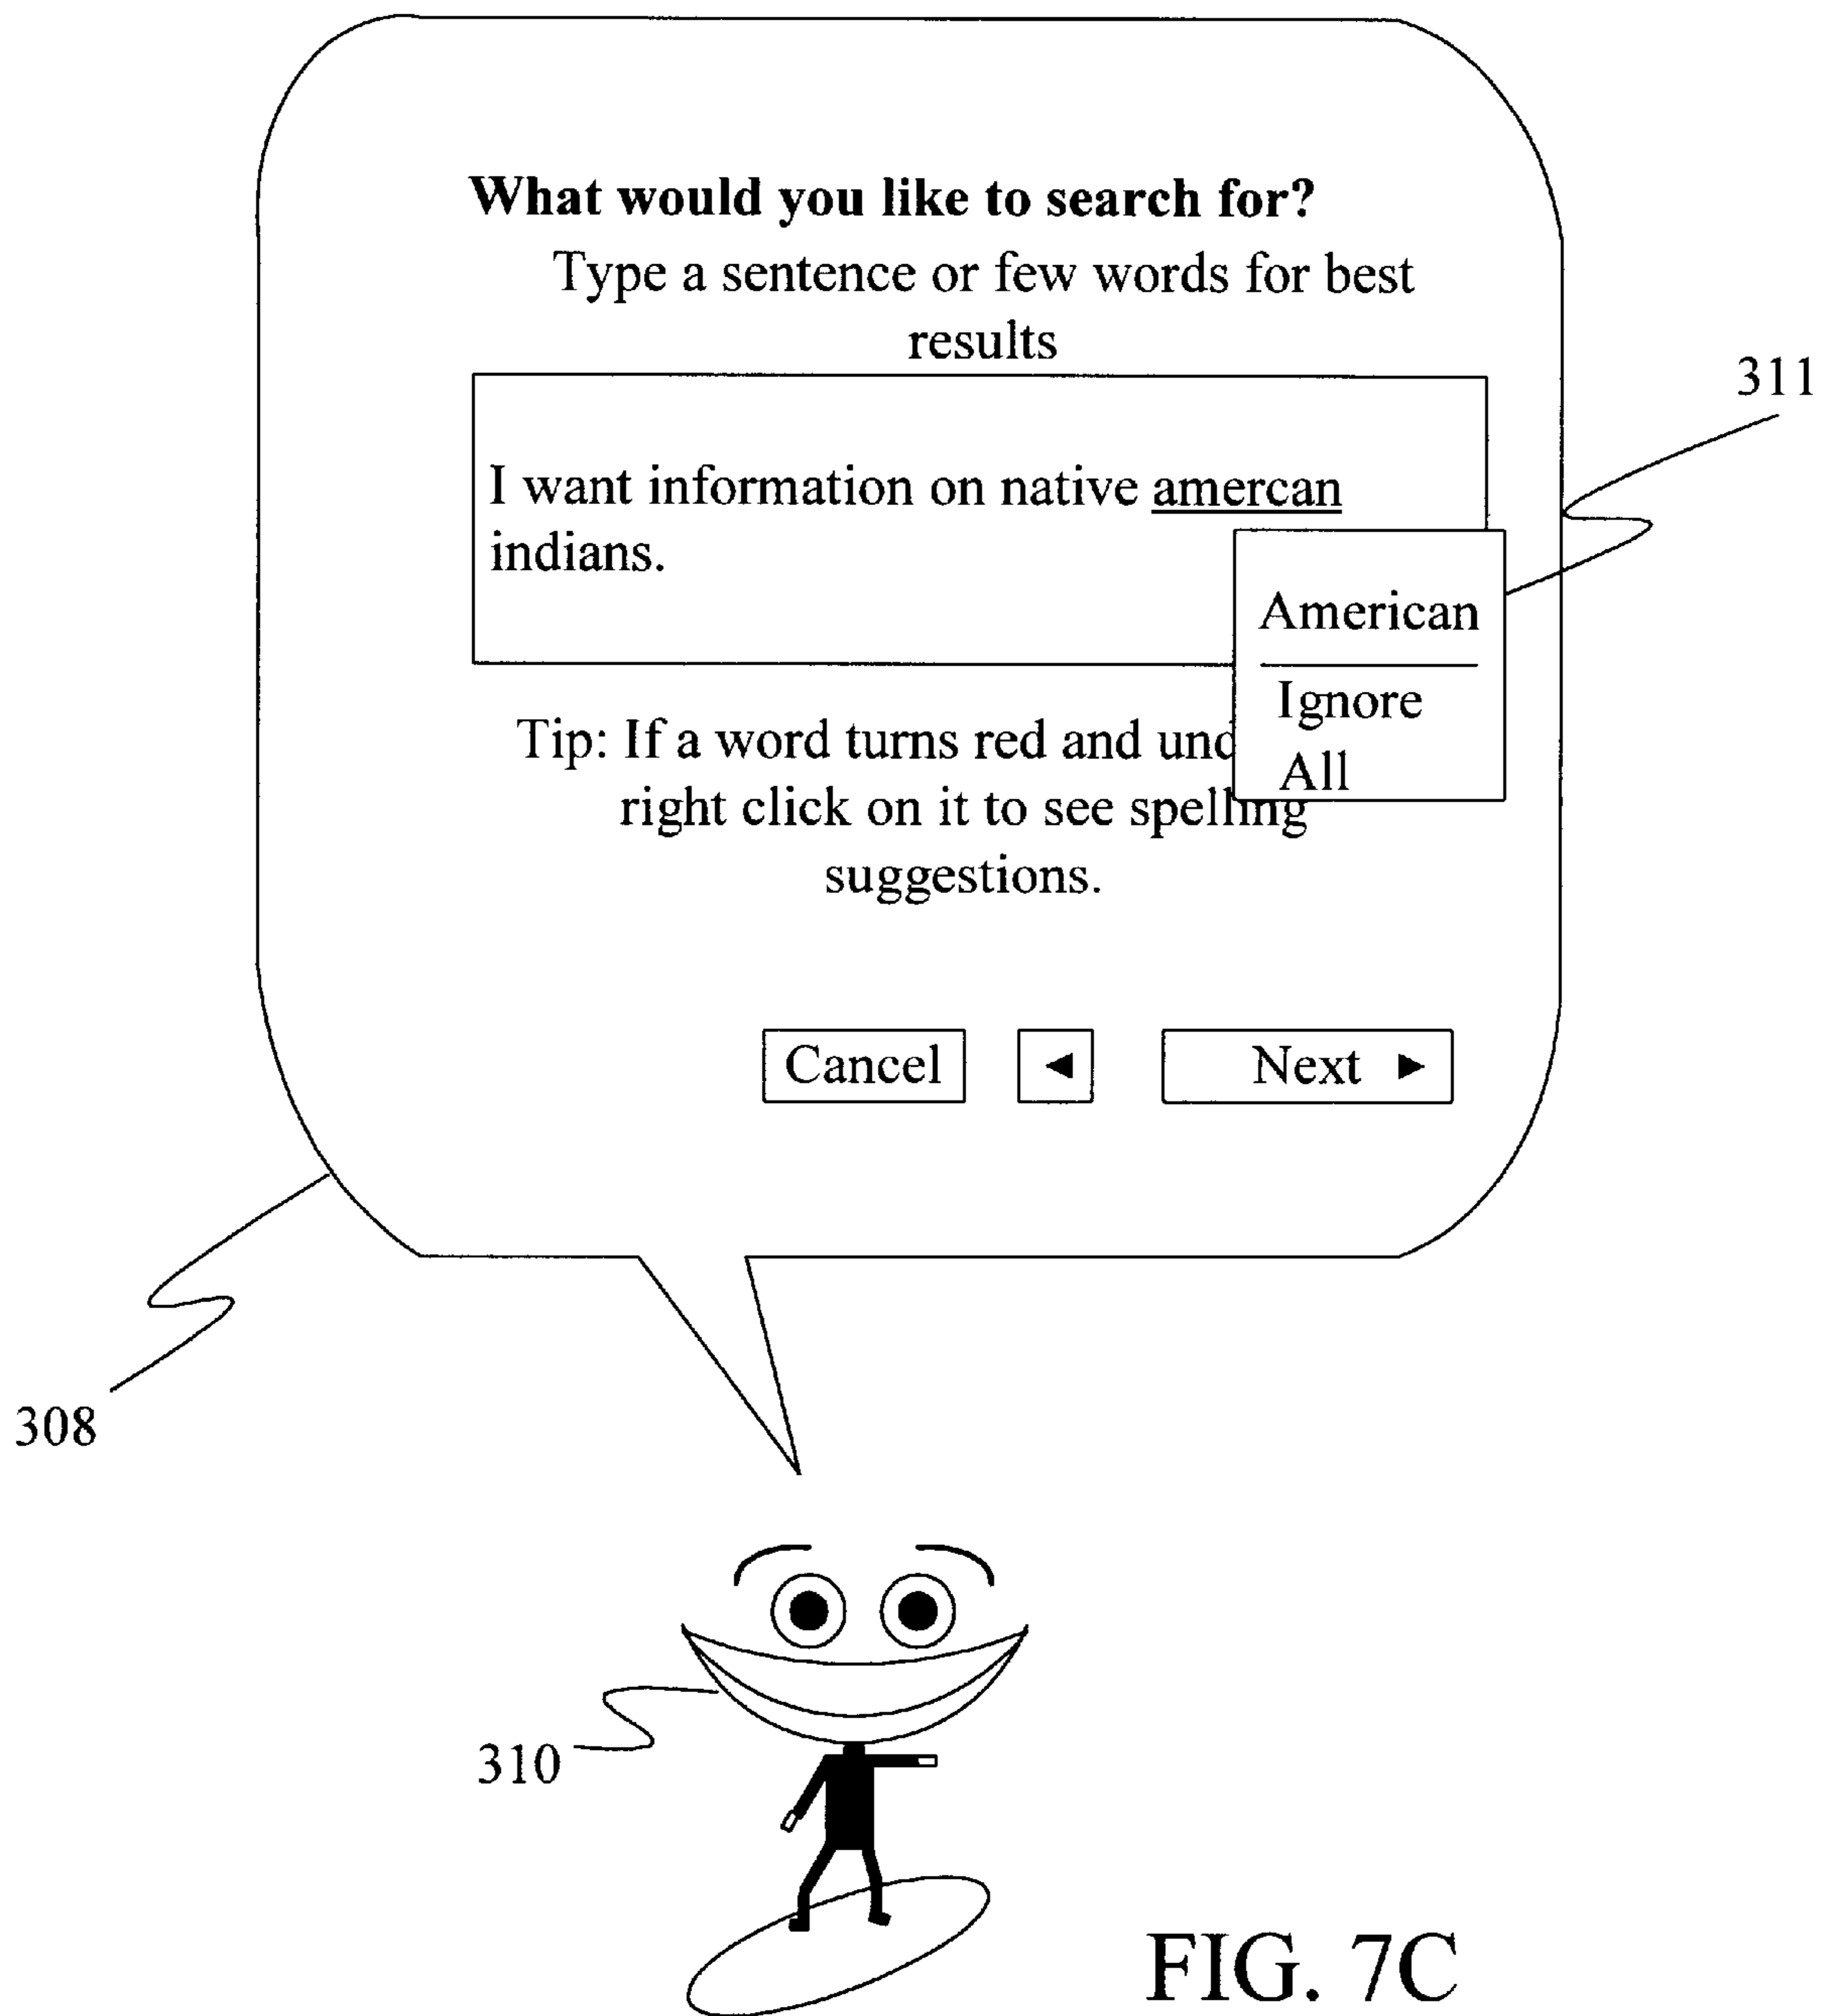 What would you like to search for?
Type a sentence or few words for best
results
311
I want information on native amercan
indians.
American
Ignore
All
Tip: If a word turns red and und
right click on it to see spelling
suggestions.
Cancel ◄ Next ►
308
310
FIG. 7C